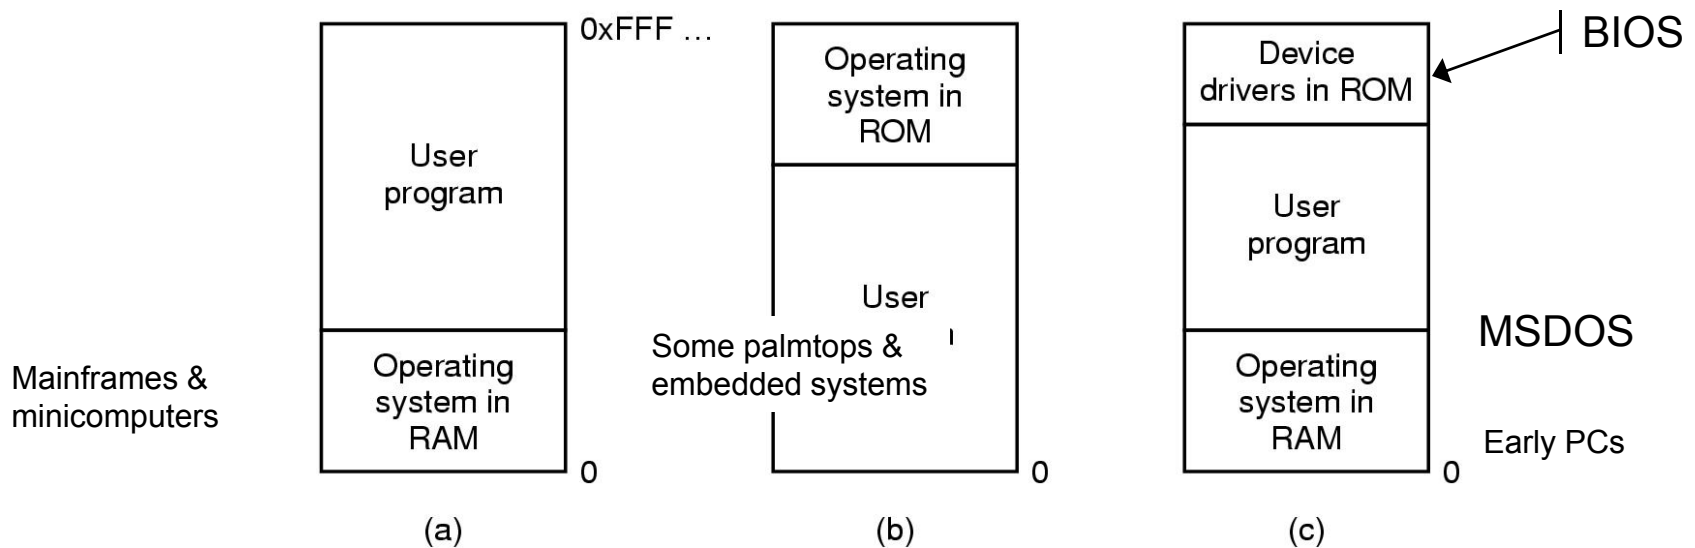 0xFFF ...
User
program
Operating
system in
RAM
0
Mainframes &
minicomputers
(a)
Operating
system in
ROM
User
Some palmtops &
embedded systems
0
(b)
Device
drivers in ROM
BIOS
User
program
MSDOS
Operating
system in
RAM
Early PCs
0
(c)